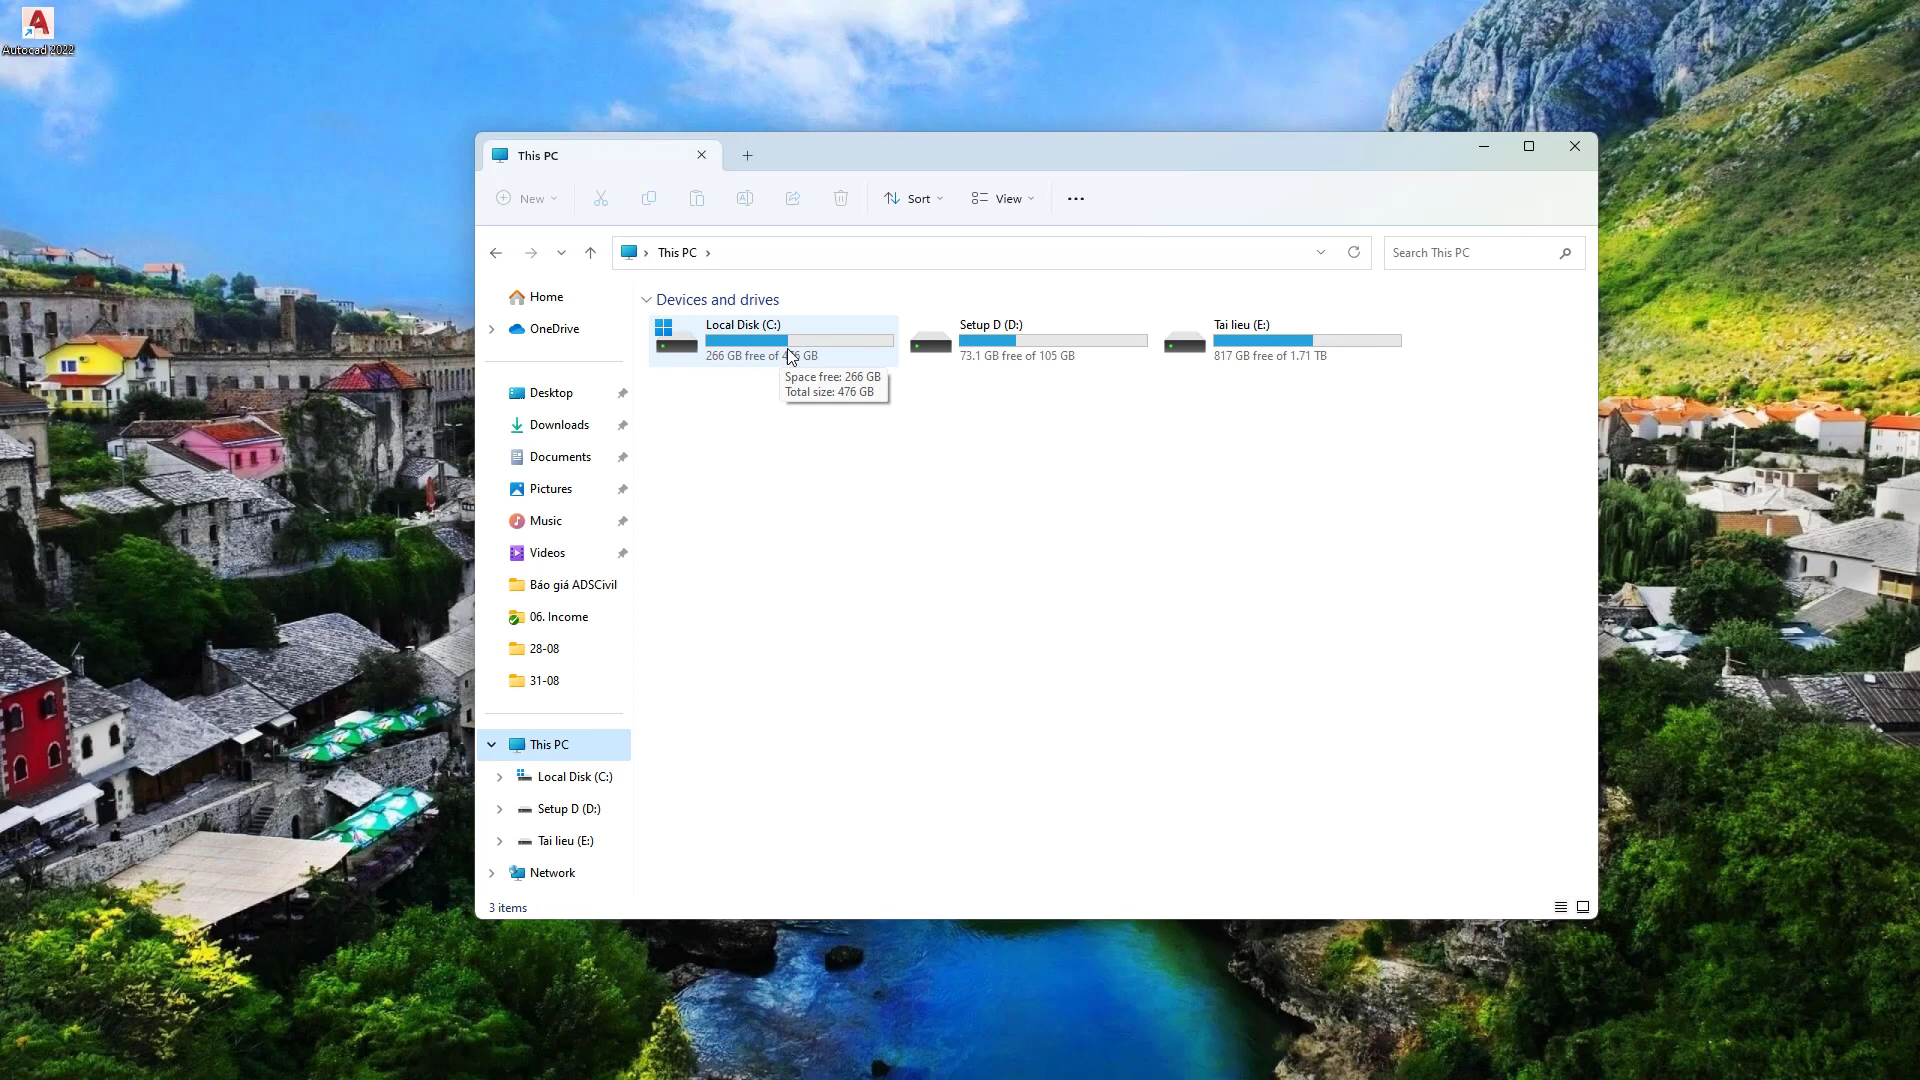 Autocad 2022
This PC
New
Sort
View
This PC
Search This PC
Home
OneDrive
Desktop
Downloads
Documents
Pictures
Music
Videos
Báo giá ADSCivil
06. Income
28-08
31-08
This PC
Local Disk (C:)
Setup D (D:)
Tai lieu (E:)
Network
3 items
Devices and drives
Local Disk (C:)
266 GB free of 476 GB
Setup D (D:)
73.1 GB free of 105 GB
Tai lieu (E:)
817 GB free of 1.71 TB
Space free: 266 GB
Total size: 476 GB